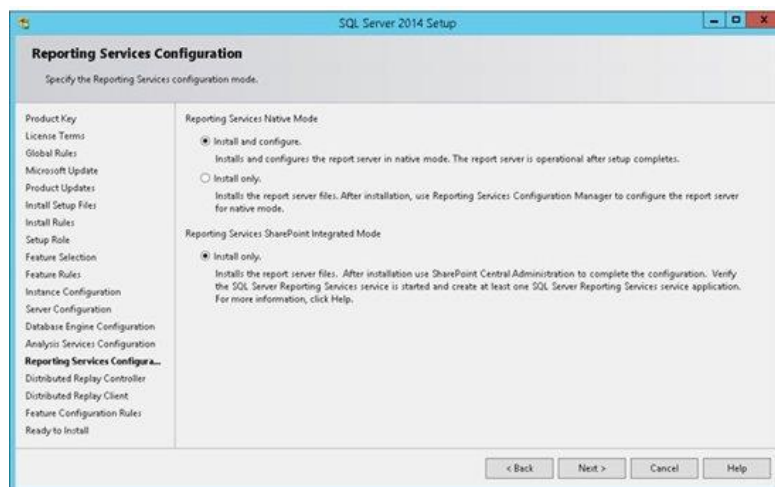 SQL Server 2014 Setup
Reporting Services Configuration
Specify the Reporting Services configuration mode.
Product Key
License Terms
Global Rules
Microsoft Update
Product Updates
Install Setup Files
Install Rules
Setup Role
Feature Selection
Feature Rules
Instance Configuration
Server Configuration
Database Engine Configuration
Analysis Services Configuration
Reporting Services Configura...
Distributed Replay Controller
Distributed Replay Client
Feature Configuration Rules
Ready to Install
Reporting Services Native Mode
Install and configure.
Installs and configures the report server in native mode. The report server is operational after setup completes.
Install only.
Installs the report server files. After installation, use Reporting Services Configuration Manager to configure the report server
for native mode.
Reporting Services SharePoint Integrated Mode
Install only.
Installs the report server files. After installation use SharePoint Central Administration to complete the configuration. Verify
the SQL Server Reporting Services service is started and create at least one SQL Server Reporting Services service application.
For more information, click Help.
< Back
Next >
Cancel
Help